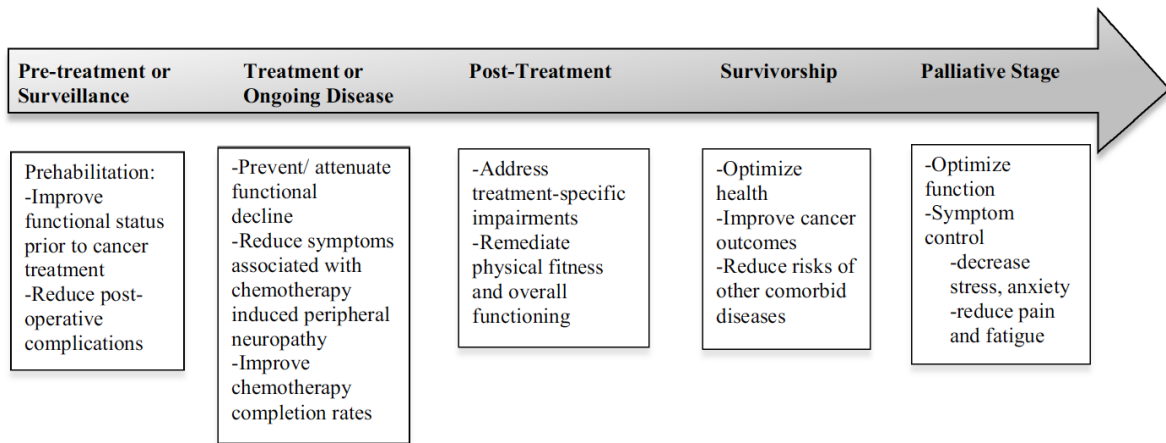 Pre-treatment or
Surveillance
Treatment or
Ongoing Disease
Post-Treatment
Survivorship
Palliative Stage
Prehabilitation:
-Improve
functional status
prior to cancer
treatment
-Reduce post-
operative
complications
-Prevent/ attenuate
functional
decline
-Reduce symptoms
associated with
chemotherapy
induced peripheral
neuropathy
-Improve
chemotherapy
completion rates
-Address
treatment-specific
impairments
-Remediate
physical fitness
and overall
functioning
-Optimize
health
-Improve cancer
outcomes
-Reduce risks of
other comorbid
diseases
-Optimize
function
-Symptom
control
-decrease
stress, anxiety
-reduce pain
and fatigue